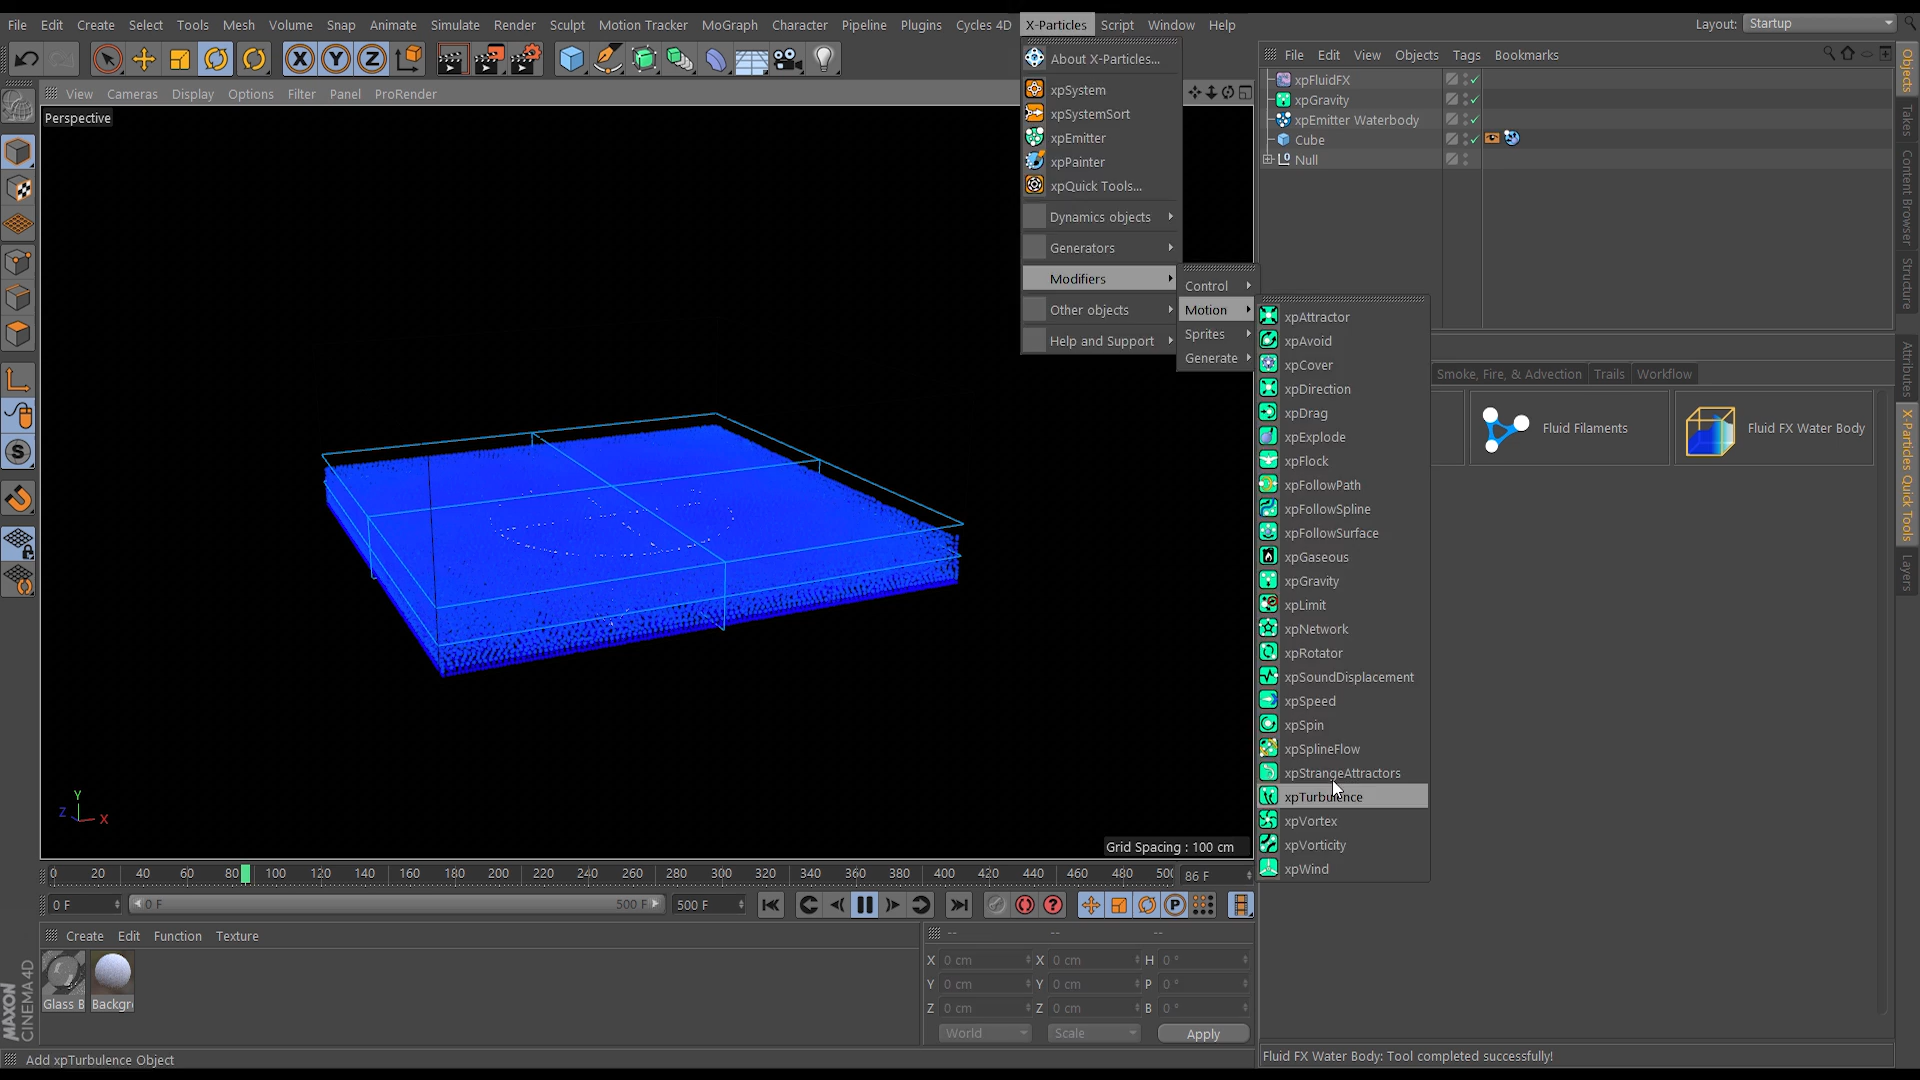 File Edit Create Select Tools Mesh Volume Snap Animate Simulate Render Sculpt Motion Tracker MoGraph Character Pipeline Plugins Cycles 4D X-Particles Script Window Help
Layout: Startup
File Edit View Objects Tags Bookmarks
View Cameras Display Options Filter Panel ProRender
Perspective
About X-Particles...
xpSystem
xpSystemSort
xpEmitter
xpPainter
xpQuick Tools...
Dynamics objects
Generators
Modifiers
Other objects
Help and Support
Control
Motion
Sprites
Generate
xpAttractor
xpAvoid
xpCover
xpDirection
xpDrag
xpExplode
xpFlock
xpFollowPath
xpFollowSpline
xpFollowSurface
xpGaseous
xpGravity
xpLimit
xpNetwork
xpRotator
xpSoundDisplacement
xpSpeed
xpSpin
xpSplineFlow
xpStrangeAttractors
xpTurbulence
xpVortex
xpVorticity
xpWind
xpFluidFX
xpGravity
xpEmitter Waterbody
Cube
Null
Smoke, Fire, & Advection Trails Workflow
Fluid Filaments
Fluid FX Water Body
Objects
Takes
Content Browser
Structure
Attributes
X-Particles Quick Tools
Layers
Y
Z
X
Grid Spacing : 100 cm
0 20 40 60 80 100 120 140 160 180 200 220 240 260 280 300 320 340 360 380 400 420 440 460 480 50
86 F
0 F
0 F
500 F
500 F
Create Edit Function Texture
Glass B
Backgr
-- -- --
X 0 cm X 0 cm H 0 °
Y 0 cm Y 0 cm P 0 °
Z 0 cm Z 0 cm B 0 °
World Scale Apply
MAXON
CINEMA 4D
Add xpTurbulence Object
Fluid FX Water Body: Tool completed successfully!